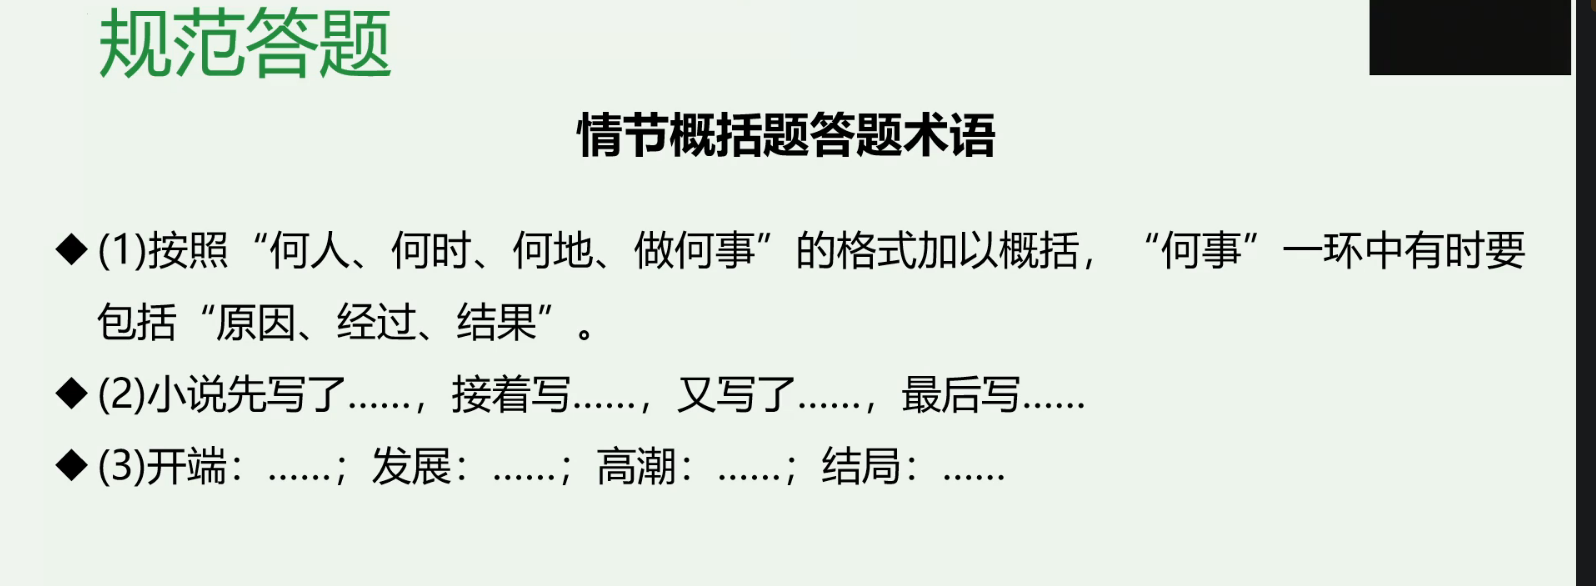 规范答题
情节概括题答题术语
◆(1)按照“何人、何时、何地、做何事”的格式加以概括，“何事”一环中有时要
包括“原因、经过、结果”。
◆(2)小说先写了……，接着写……，又写了……，最后写……
◆(3)开端：……；发展：……；高潮：……；结局：……